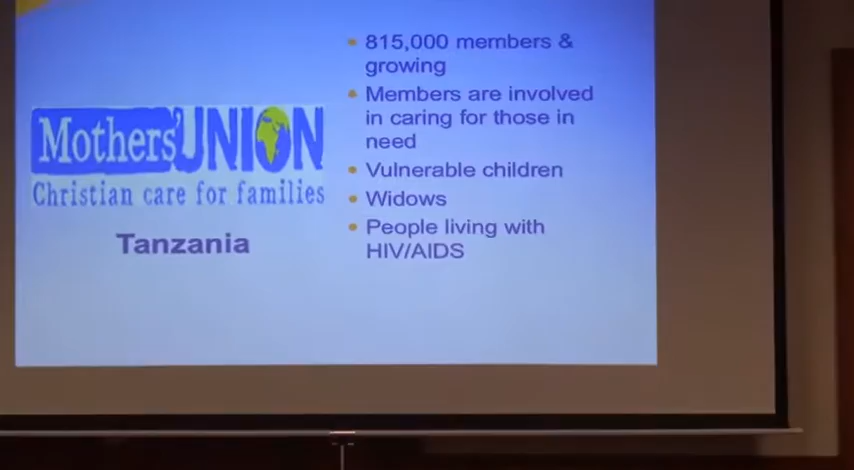 Mothers' UNION
Christian care for families
Tanzania
• 815,000 members &
growing
• Members are involved
in caring for those in
need
• Vulnerable children
• Widows
• People living with
HIV/AIDS